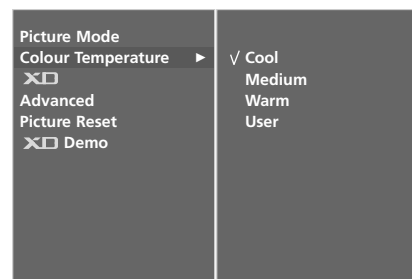 Picture Mode
Colour Temperature ►
XD
Advanced
Picture Reset
XD Demo
√ Cool
Medium
Warm
User